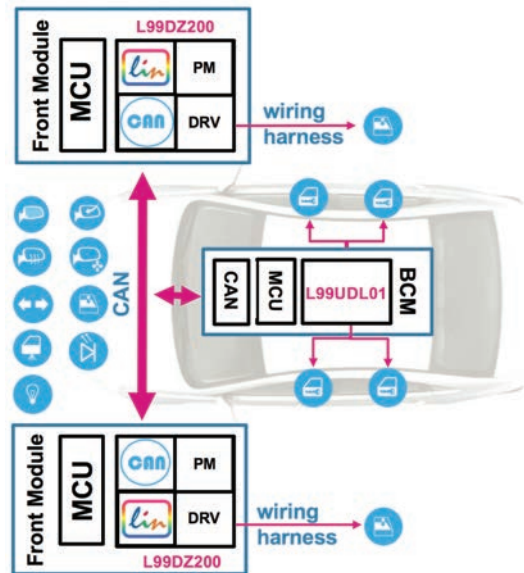 L99DZ200
Front Module
MCU
lin
PM
CAN
DRV
wiring
harness
CAN
CAN
MCU
L99UDL01
BCM
Front Module
MCU
CAN
PM
lin
DRV
wiring
harness
L99DZ200